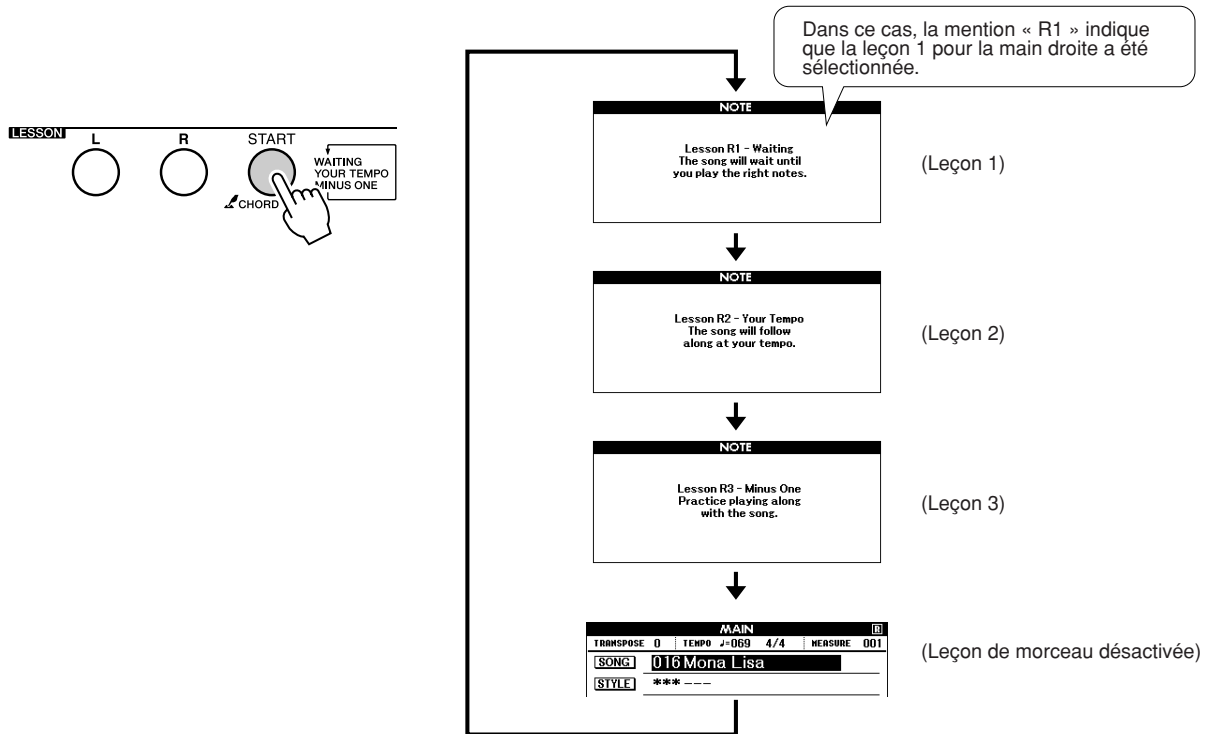 Dans ce cas, la mention « R1 » indique
que la leçon 1 pour la main droite a été
sélectionnée.
LESSON
L R START
WAITING
YOUR TEMPO
MINUS ONE
CHORD
NOTE
Lesson R1 - Waiting
The song will wait until
you play the right notes.
(Leçon 1)
NOTE
Lesson R2 - Your Tempo
The song will follow
along at your tempo.
(Leçon 2)
NOTE
Lesson R3 - Minus One
Practice playing along
with the song.
(Leçon 3)
MAIN R
TRANSPOSE 0 TEMPO ♩=069 4/4 MEASURE 001
SONG 016 Mona Lisa
STYLE ***---
(Leçon de morceau désactivée)